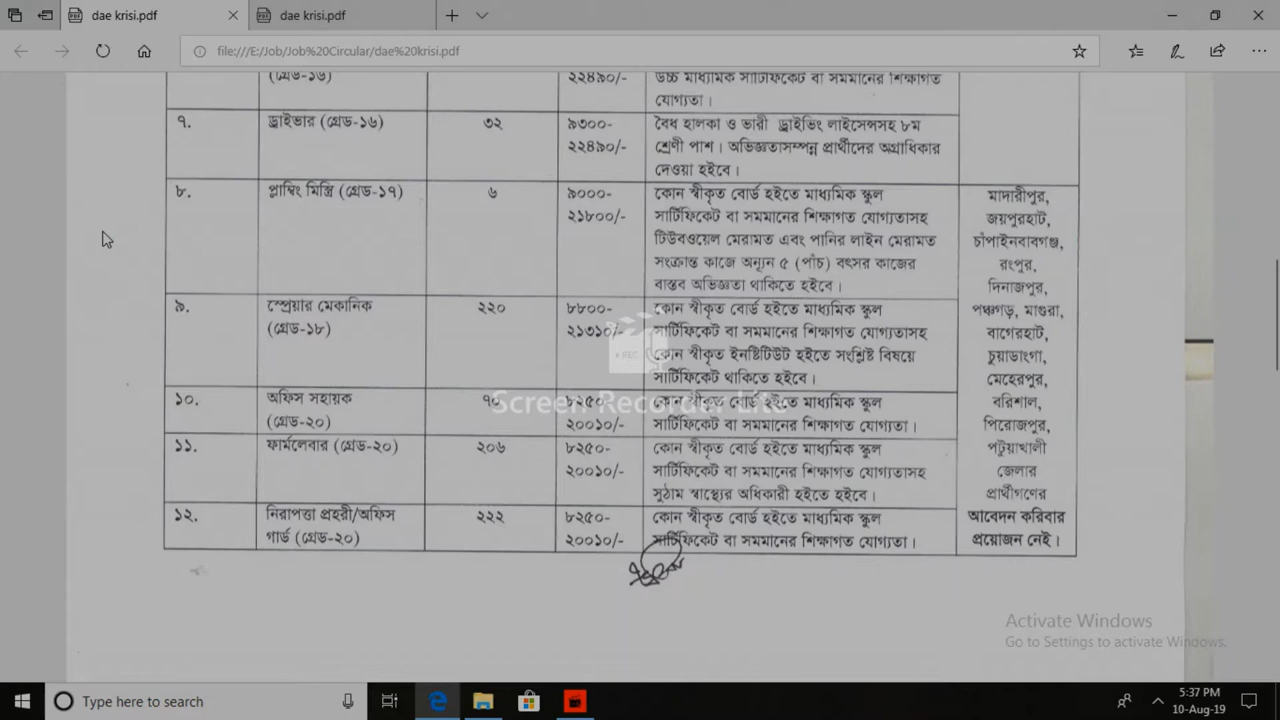 dae krisi.pdf
dae krisi.pdf
file:///E:/Job/Job%20Circular/dae%20krisi.pdf
(গ্রেড-১৬)
২২৪৯০/-
উচ্চ মাধ্যমিক সার্টিফিকেট বা সমমানের শিক্ষাগত
যোগ্যতা।
৭.
ড্রাইভার (গ্রেড-১৬)
৩২
৯৩০০-
২২৪৯০/-
বৈধ হালকা ও ভারী ড্রাইভিং লাইসেন্সসহ ৮ম
শ্রেণী পাশ। অভিজ্ঞতাসম্পন্ন প্রার্থীদের অগ্রাধিকার
দেওয়া হইবে।
৮.
প্লাম্বিং মিস্ত্রি (গ্রেড-১৭)
৬
৯০০০-
২১৮০০/-
কোন স্বীকৃত বোর্ড হইতে মাধ্যমিক স্কুল
সার্টিফিকেট বা সমমানের শিক্ষাগত যোগ্যতাসহ
টিউবওয়েল মেরামত এবং পানির লাইন মেরামত
সংক্রান্ত কাজে অন্যূন ৫ (পাঁচ) বৎসর কাজের
বাস্তব অভিজ্ঞতা থাকিতে হইবে।
৯.
স্প্রেয়ার মেকানিক
(গ্রেড-১৮)
২২০
৮৮০০-
২১৩১০/-
কোন স্বীকৃত বোর্ড হইতে মাধ্যমিক স্কুল
সার্টিফিকেট বা সমমানের শিক্ষাগত যোগ্যতাসহ
কোন স্বীকৃত ইনষ্টিটিউট হইতে সংশ্লিষ্ট বিষয়ে
সার্টিফিকেট থাকিতে হইবে।
১০.
অফিস সহায়ক
(গ্রেড-২০)
৭০
৮২৫০-
২০০১০/-
কোন স্বীকৃত বোর্ড হইতে মাধ্যমিক স্কুল
সার্টিফিকেট বা সমমানের শিক্ষাগত যোগ্যতা।
১১.
ফার্মলেবার (গ্রেড-২০)
২০৬
৮২৫০-
২০০১০/-
কোন স্বীকৃত বোর্ড হইতে মাধ্যমিক স্কুল
সার্টিফিকেট বা সমমানের শিক্ষাগত যোগ্যতাসহ
সুঠাম স্বাস্থ্যের অধিকারী হইতে হইবে।
১২.
নিরাপত্তা প্রহরী/অফিস
গার্ড (গ্রেড-২০)
২২২
৮২৫০-
২০০১০/-
কোন স্বীকৃত বোর্ড হইতে মাধ্যমিক স্কুল
সার্টিফিকেট বা সমমানের শিক্ষাগত যোগ্যতা।
মাদারীপুর,
জয়পুরহাট,
চাঁপাইনবাবগঞ্জ,
রংপুর,
দিনাজপুর,
পঞ্চগড়, মাগুরা,
বাগেরহাট,
চুয়াডাংগা,
মেহেরপুর,
বরিশাল,
পিরোজপুর,
পটুয়াখালী
জেলার
প্রার্থীগণের
আবেদন করিবার
প্রয়োজন নেই।
REC
Screen Recorder Lite
Activate Windows
Go to Settings to activate Windows.
Type here to search
5:37 PM
10-Aug-19